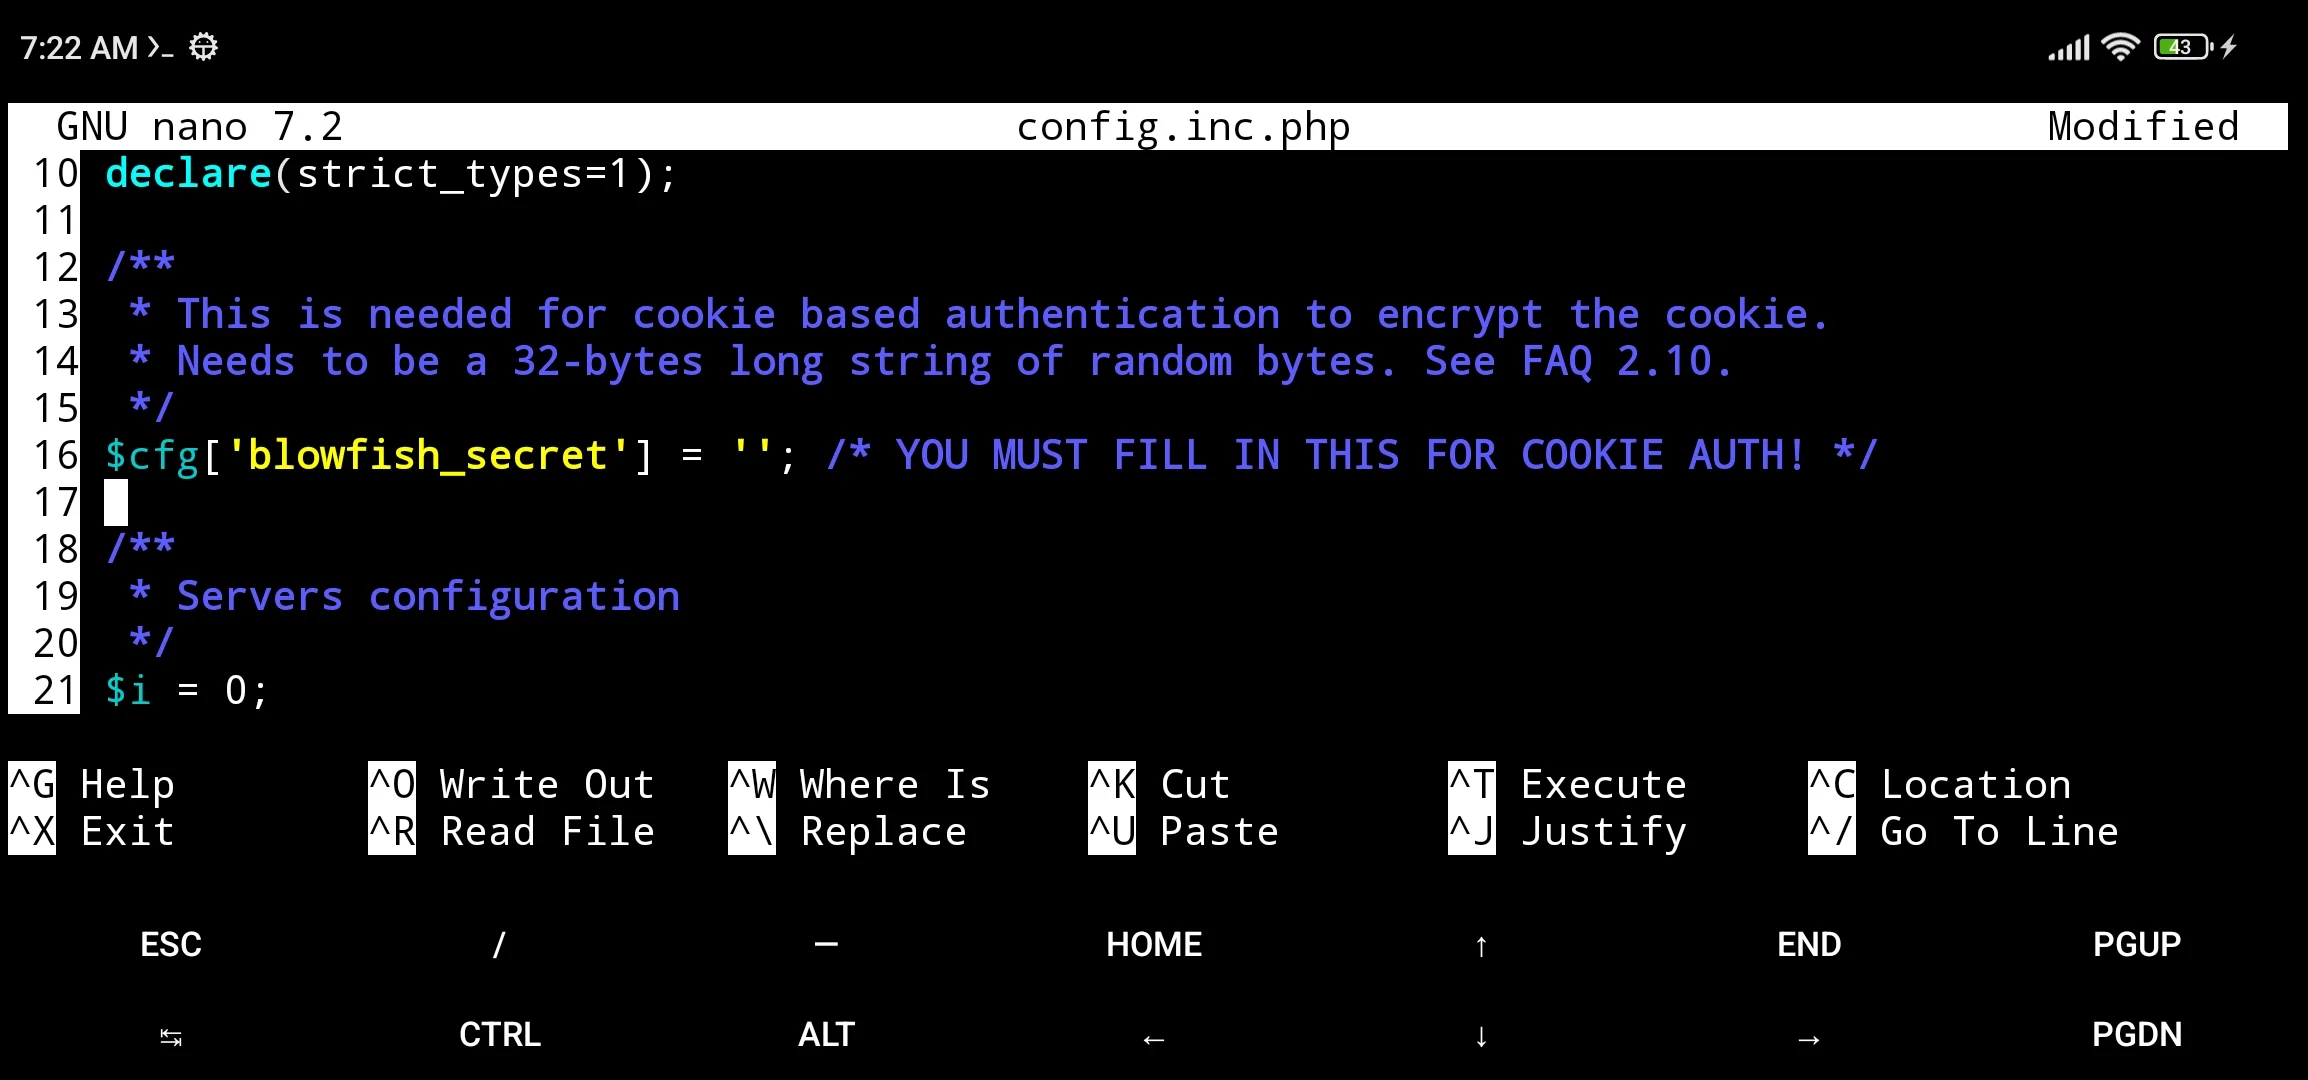 7:22 AM
43
GNU nano 7.2 config.inc.php Modified
10 declare(strict_types=1);
11
12 /**
13  * This is needed for cookie based authentication to encrypt the cookie.
14  * Needs to be a 32-bytes long string of random bytes. See FAQ 2.10.
15  */
16 $cfg['blowfish_secret'] = ''; /* YOU MUST FILL IN THIS FOR COOKIE AUTH! */
17
18 /**
19  * Servers configuration
20  */
21 $i = 0;
^G Help ^O Write Out ^W Where Is ^K Cut ^T Execute ^C Location
^X Exit ^R Read File ^\ Replace ^U Paste ^J Justify ^/ Go To Line
ESC / — HOME ↑ END PGUP
↹ CTRL ALT ← ↓ → PGDN